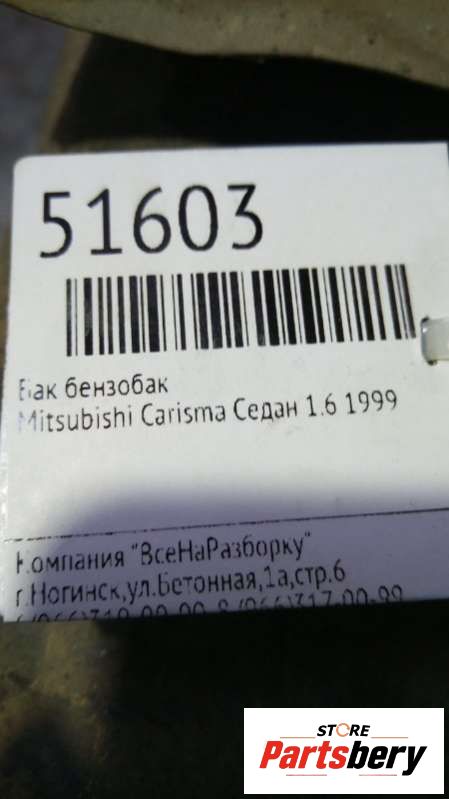 51603
Бак бензобак
Mitsubishi Carisma Седан 1.6 1999
Компания "ВсеНаРазборку"
г.Ногинск,ул.Бетонная,1а,стр.6
STORE
Partsbery